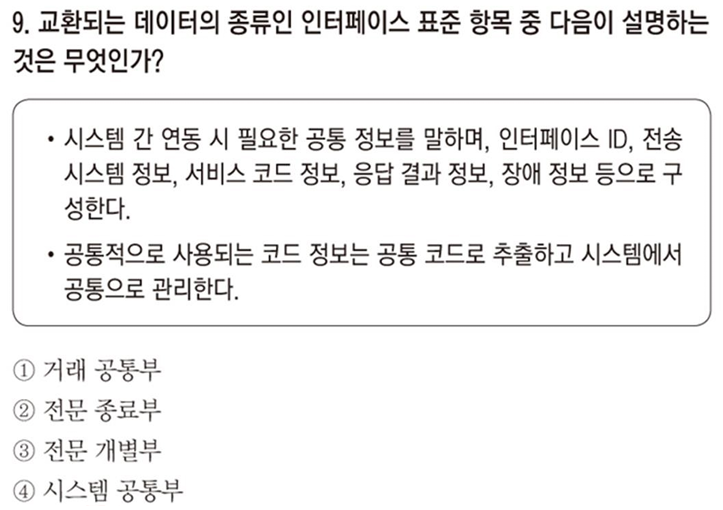 9. 교환되는 데이터의 종류인 인터페이스 표준 항목 중 다음이 설명하는
것은 무엇인가?
• 시스템 간 연동 시 필요한 공통 정보를 말하며, 인터페이스 ID, 전송
시스템 정보, 서비스 코드 정보, 응답 결과 정보, 장애 정보 등으로 구
성한다.
• 공통적으로 사용되는 코드 정보는 공통 코드로 추출하고 시스템에서
공통으로 관리한다.
① 거래 공통부
② 전문 종료부
③ 전문 개별부
④ 시스템 공통부